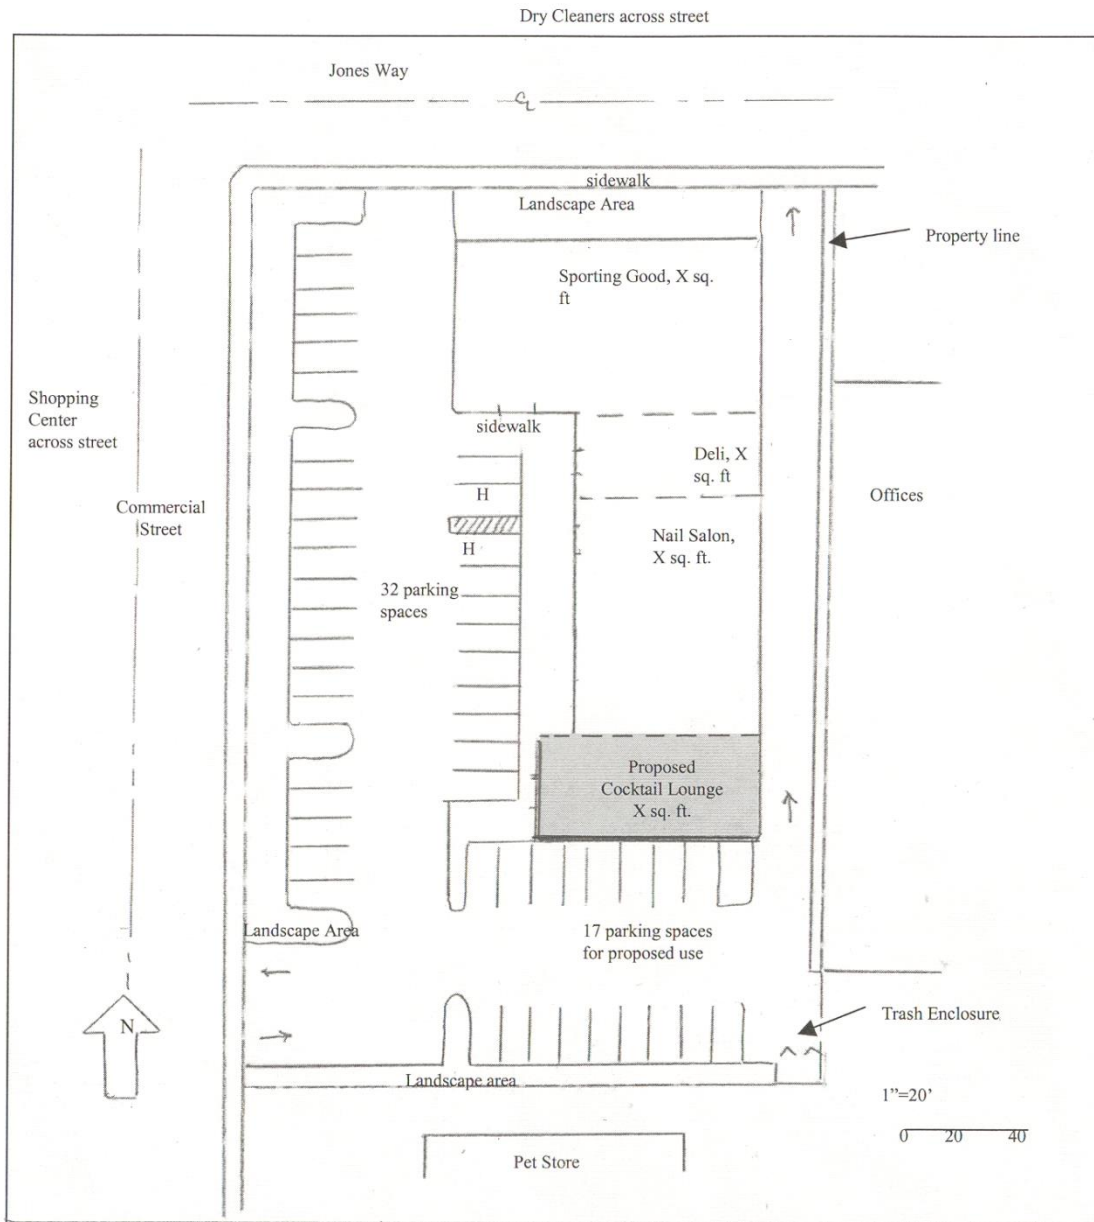 Dry Cleaners across street
Jones Way
CL
sidewalk
Landscape Area
Property line
Sporting Good, X sq.
ft
Shopping
Center
across street
sidewalk
Deli, X
sq. ft
Commercial
Street
H
Offices
Nail Salon,
X sq. ft.
H
32 parking
spaces
Proposed
Cocktail Lounge
X sq. ft.
Landscape Area
17 parking spaces
for proposed use
N
Trash Enclosure
Landscape area
1”=20’
0 20 40
Pet Store